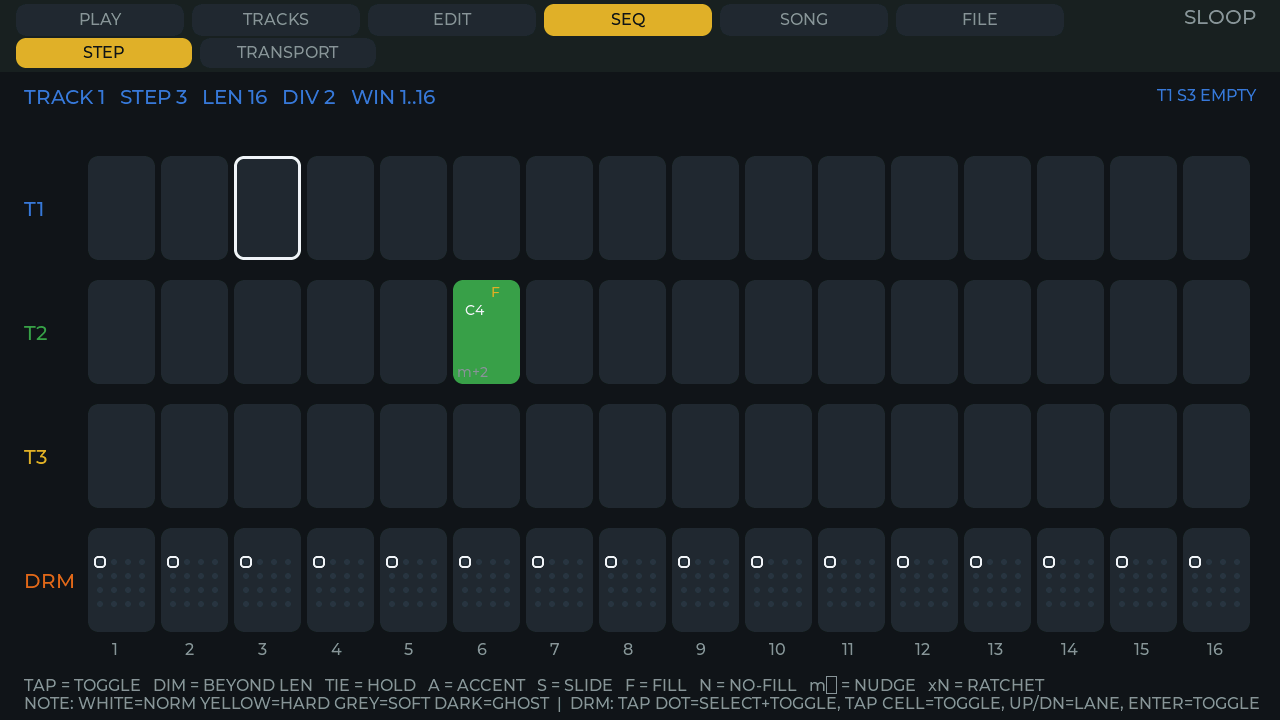 PLAY TRACKS EDIT SEQ SONG FILE SLOOP
STEP TRANSPORT
TRACK 1 STEP 3 LEN 16 DIV 2 WIN 1..16 T1 S3 EMPTY
T1
F
C4
T2
m+2
T3
DRM
1 2 3 4 5 6 7 8 9 10 11 12 13 14 15 16
TAP = TOGGLE DIM = BEYOND LEN TIE = HOLD A = ACCENT S = SLIDE F = FILL N = NO-FILL m□ = NUDGE xN = RATCHET
NOTE: WHITE=NORM YELLOW=HARD GREY=SOFT DARK=GHOST | DRM: TAP DOT=SELECT+TOGGLE, TAP CELL=TOGGLE, UP/DN=LANE, ENTER=TOGGLE